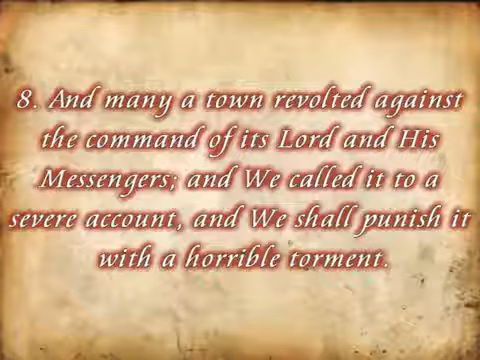 8. And many a town revolted against
the command of its Lord and His
Messengers; and We called it to a
severe account, and We shall punish it
with a horrible torment.